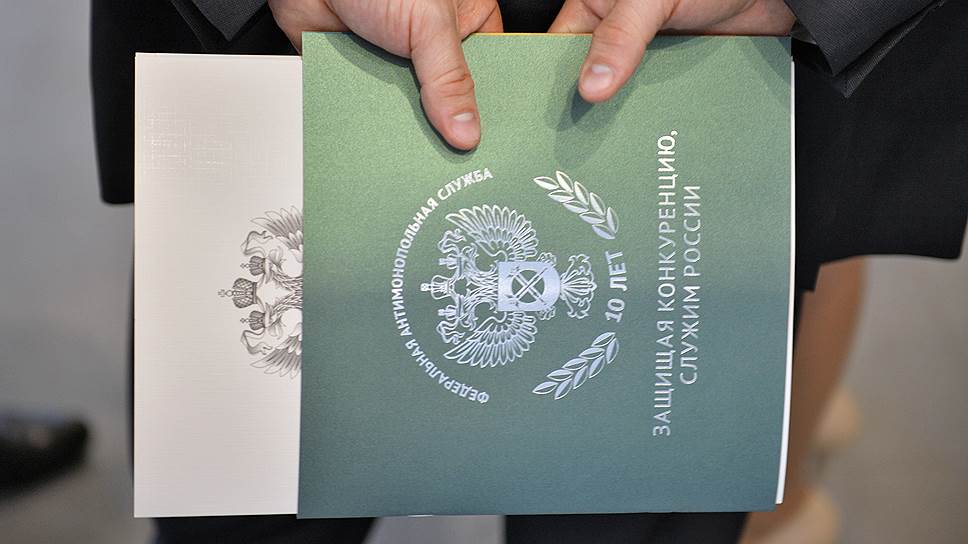 ФЕДЕРАЛЬНАЯ АНТИМОНОПОЛЬНАЯ СЛУЖБА
10 ЛЕТ
ЗАЩИЩАЯ КОНКУРЕНЦИЮ,
СЛУЖИМ РОССИИ